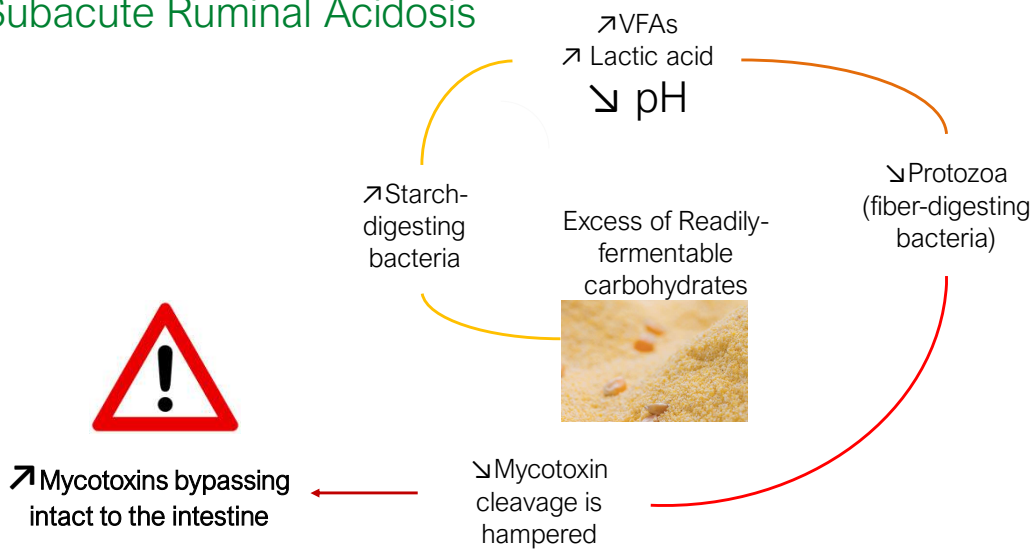 Subacute Ruminal Acidosis
↗VFAs
↗ Lactic acid
↘ pH
↗Starch-
digesting
bacteria
Excess of Readily-
fermentable
carbohydrates
↘Protozoa
(fiber-digesting
bacteria)
↘Mycotoxin
cleavage is
hampered
↗Mycotoxins bypassing
intact to the intestine